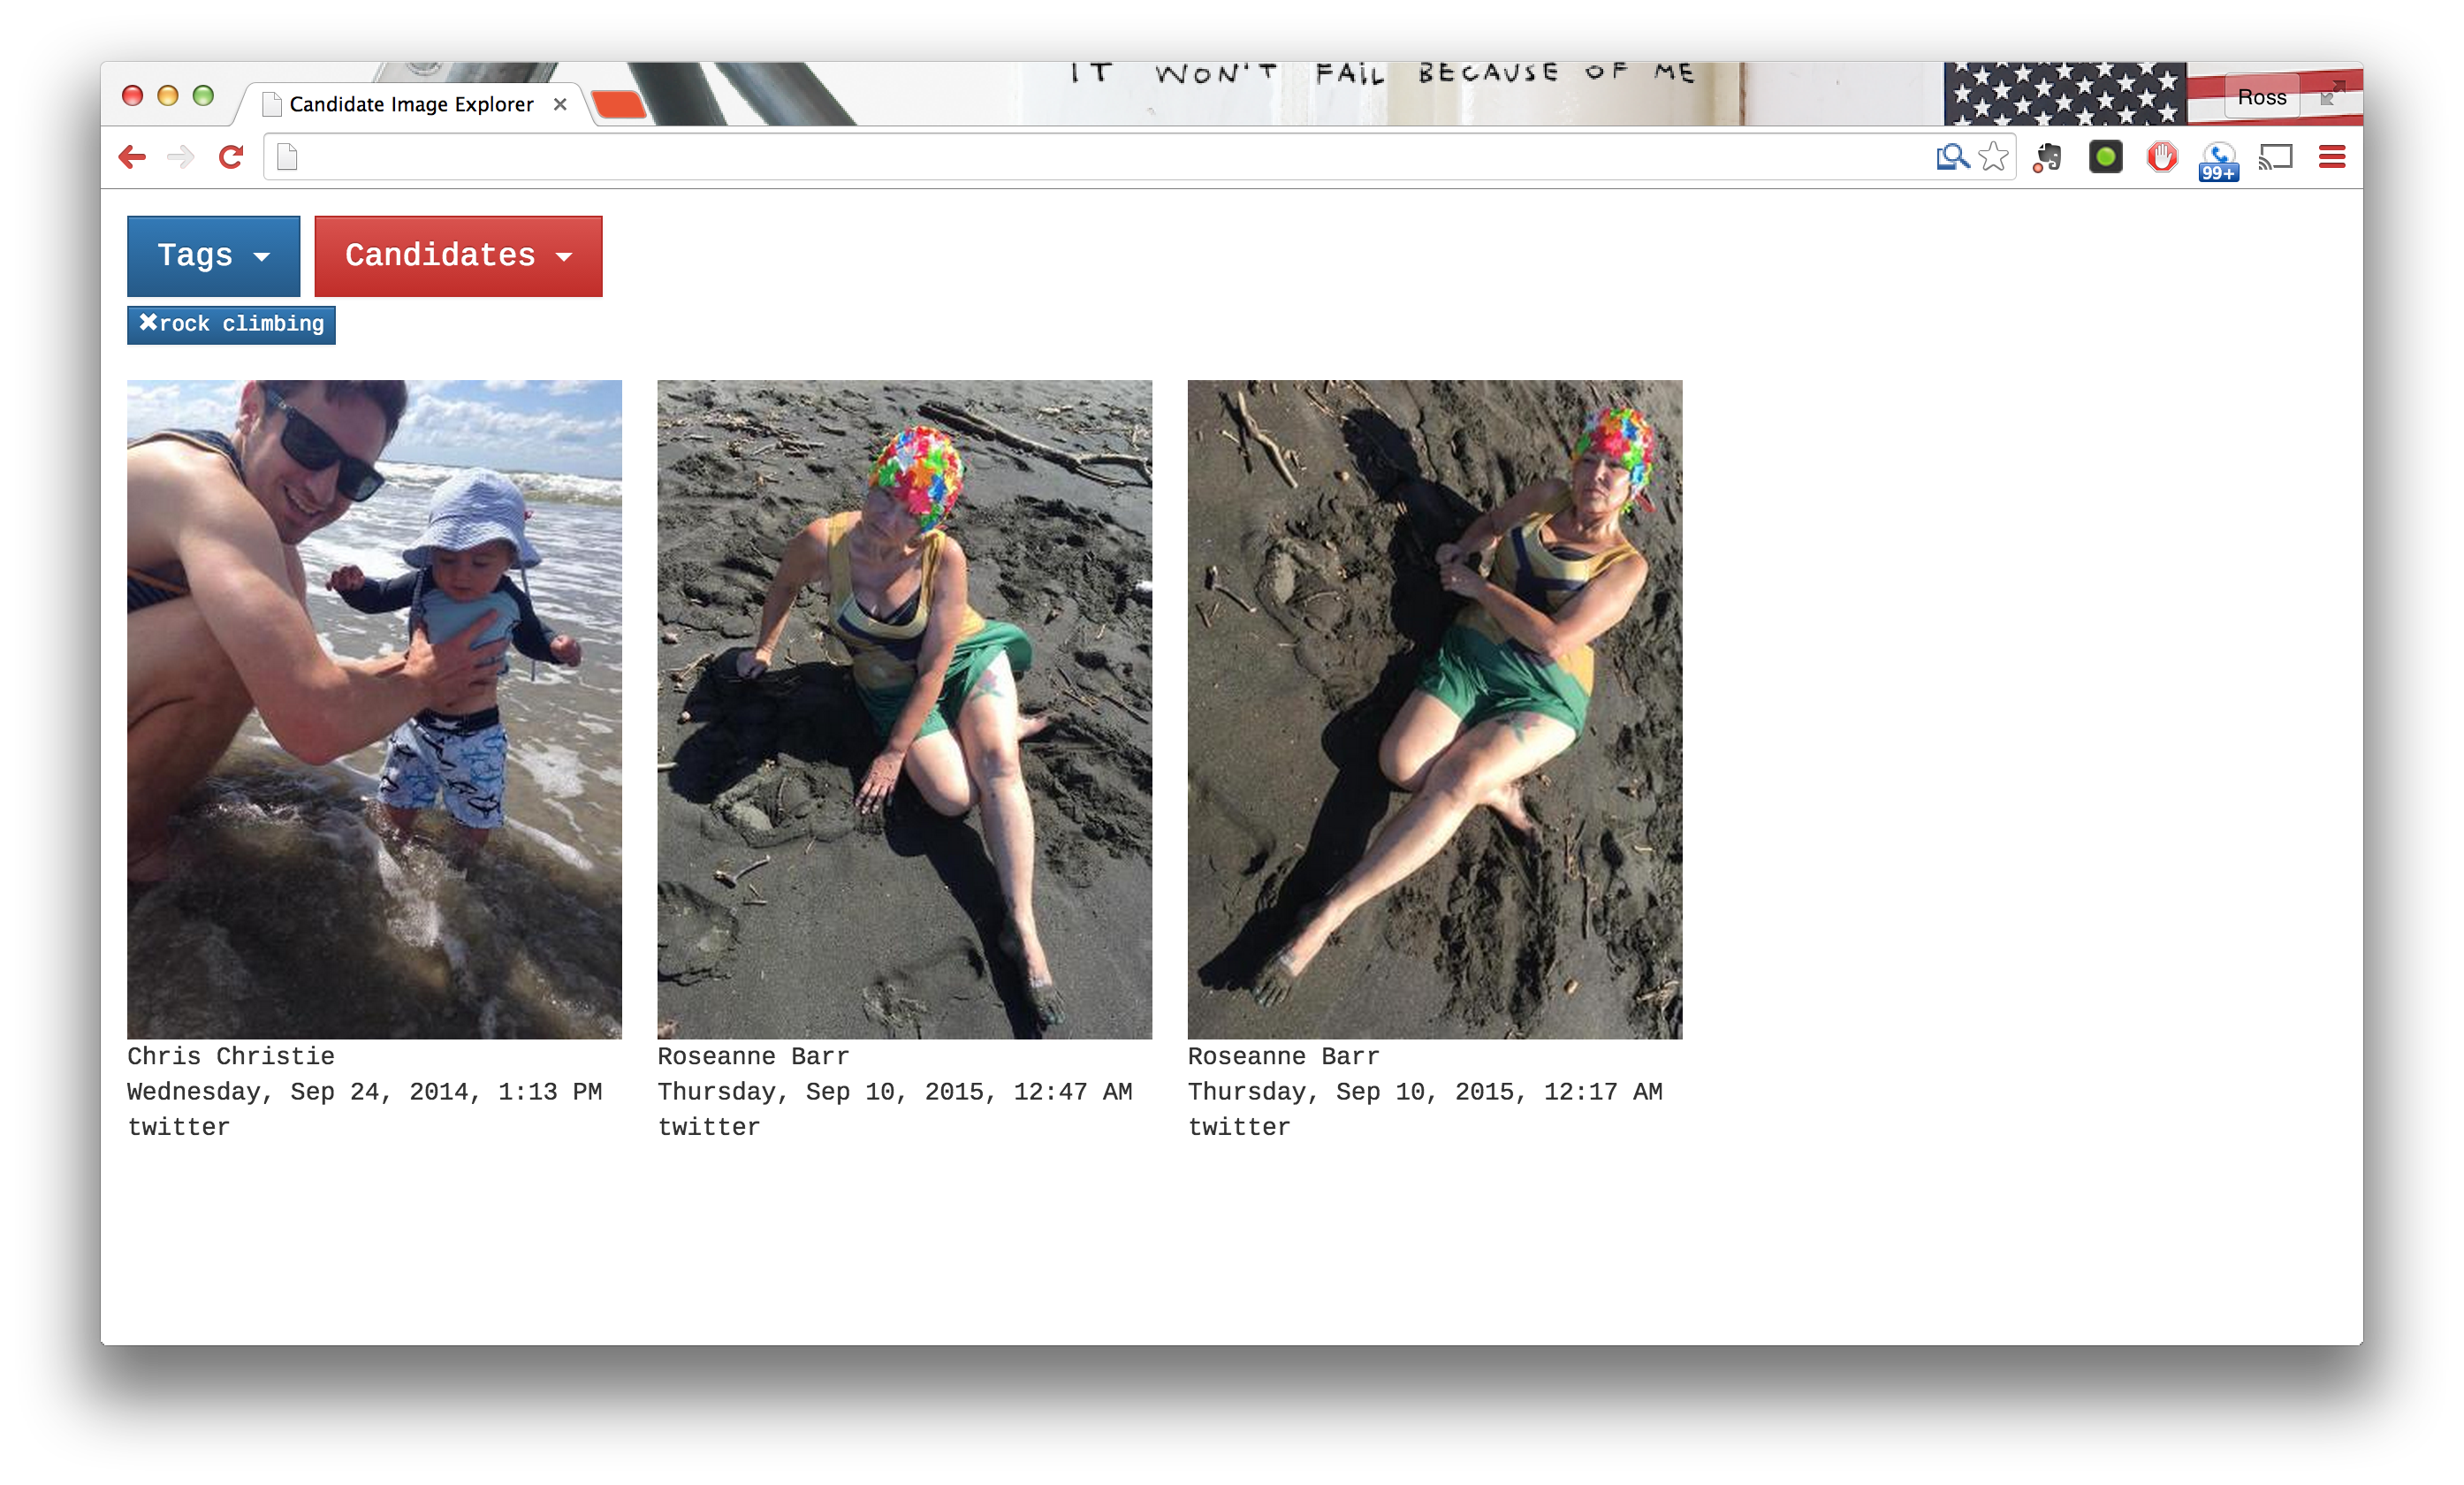 IT WON'T FAIL BECAUSE OF ME
Candidate Image Explorer
Ross
99+
Tags
Candidates
rock climbing
Chris Christie
Wednesday, Sep 24, 2014, 1:13 PM
twitter
Roseanne Barr
Thursday, Sep 10, 2015, 12:47 AM
twitter
Roseanne Barr
Thursday, Sep 10, 2015, 12:17 AM
twitter